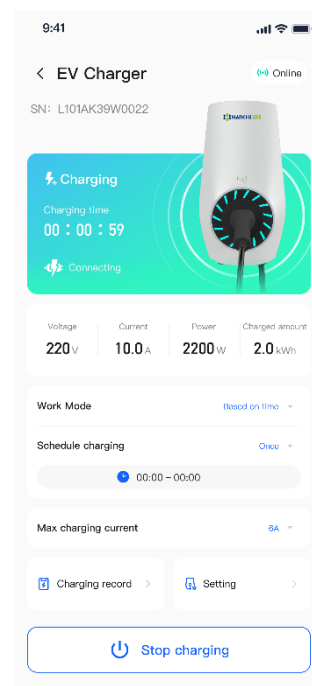 9:41
EV Charger
Online
SN: L101AK39W0022
Charging
Charging time
00 : 00 : 59
Connecting
Voltage Current Power Charged amount
220 V 10.0 A 2200 W 2.0 kWh
Work Mode Based on time
Schedule charging Once
00:00 – 00:00
Max charging current 6A
Charging record Setting
Stop charging